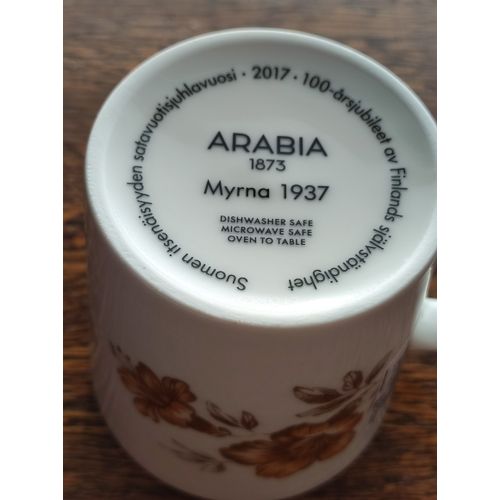 Suomen itsenäisyyden satavuotisjuhlavuosi · 2017 · 100-årsjubileet av Finlands självständighet
ARABIA
1873
Myrna 1937
DISHWASHER SAFE
MICROWAVE SAFE
OVEN TO TABLE